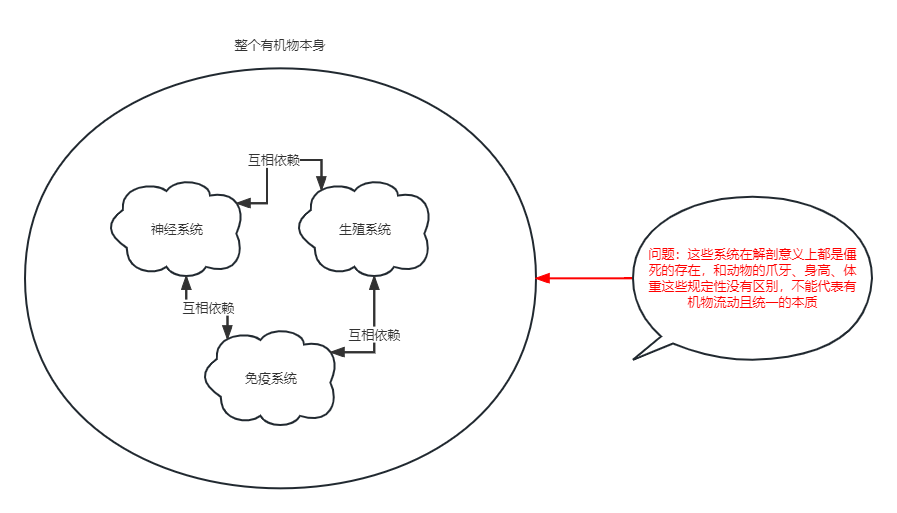 整个有机物本身
互相依赖
神经系统
生殖系统
互相依赖
互相依赖
免疫系统
问题：这些系统在解剖意义上都是僵
死的存在，和动物的爪牙、身高、体
重这些规定性没有区别，不能代表有
机物流动且统一的本质